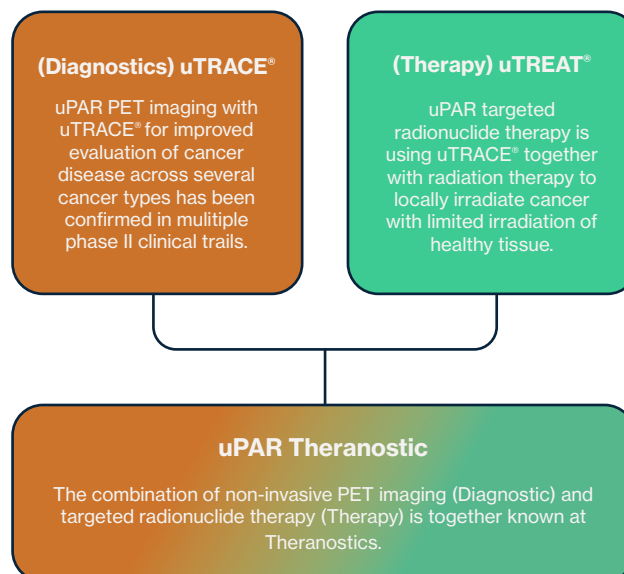 (Diagnostics) uTRACE®
uPAR PET imaging with
uTRACE® for improved
evaluation of cancer
disease across several
cancer types has been
confirmed in mulitiple
phase II clinical trails.
(Therapy) uTREAT®
uPAR targeted
radionuclide therapy is
using uTRACE® together
with radiation therapy to
locally irradiate cancer
with limited irradiation of
healthy tissue.
uPAR Theranostic
The combination of non-invasive PET imaging (Diagnostic) and
targeted radionuclide therapy (Therapy) is together known at
Theranostics.